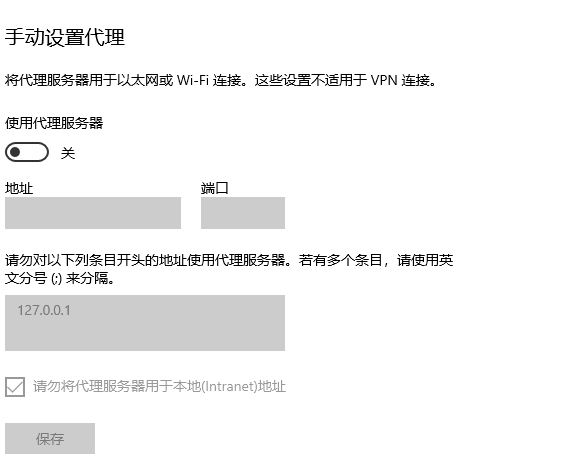 手动设置代理
将代理服务器用于以太网或 Wi-Fi 连接。这些设置不适用于 VPN 连接。
使用代理服务器
关
地址 端口
请勿对以下列条目开头的地址使用代理服务器。若有多个条目，请使用英
文分号 (;) 来分隔。
127.0.0.1
请勿将代理服务器用于本地(Intranet)地址
保存